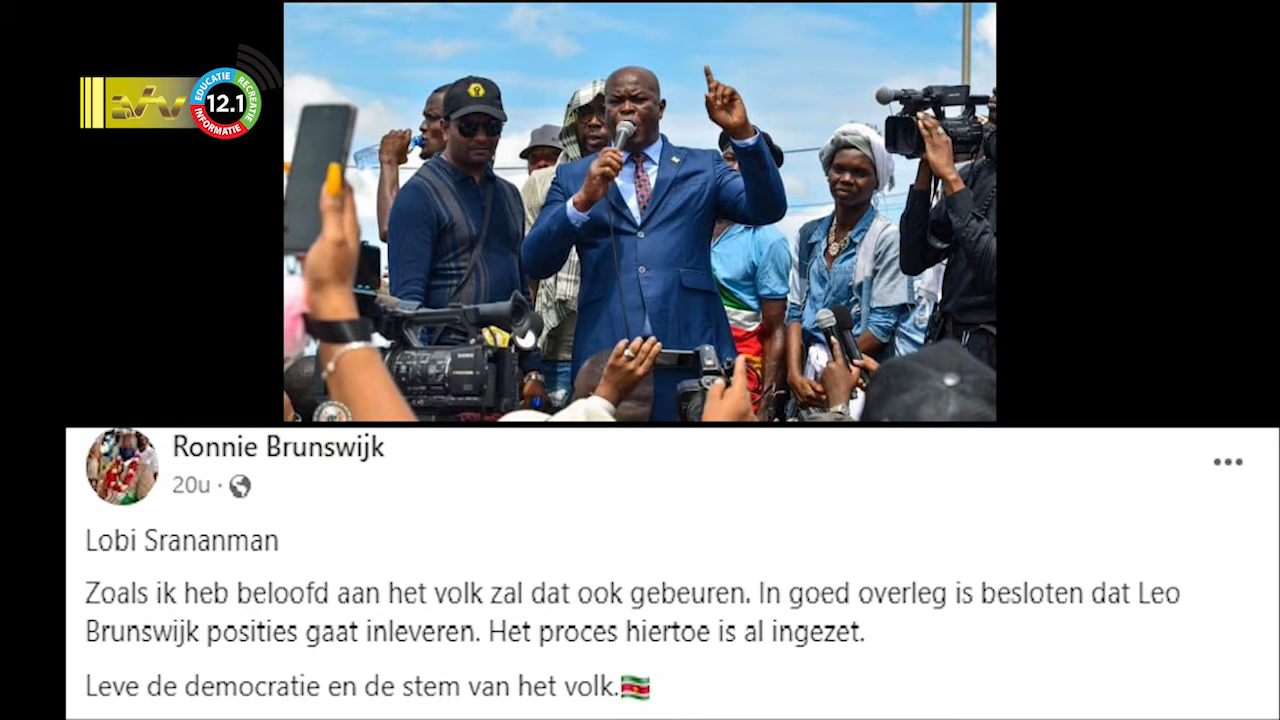 EDUCATIE
RECREATIE
12.1
INFORMATIE
SONY
Ronnie Brunswijk
20u ·
Lobi Srananman
Zoals ik heb beloofd aan het volk zal dat ook gebeuren. In goed overleg is besloten dat Leo
Brunswijk posities gaat inleveren. Het proces hiertoe is al ingezet.
Leve de democratie en de stem van het volk.